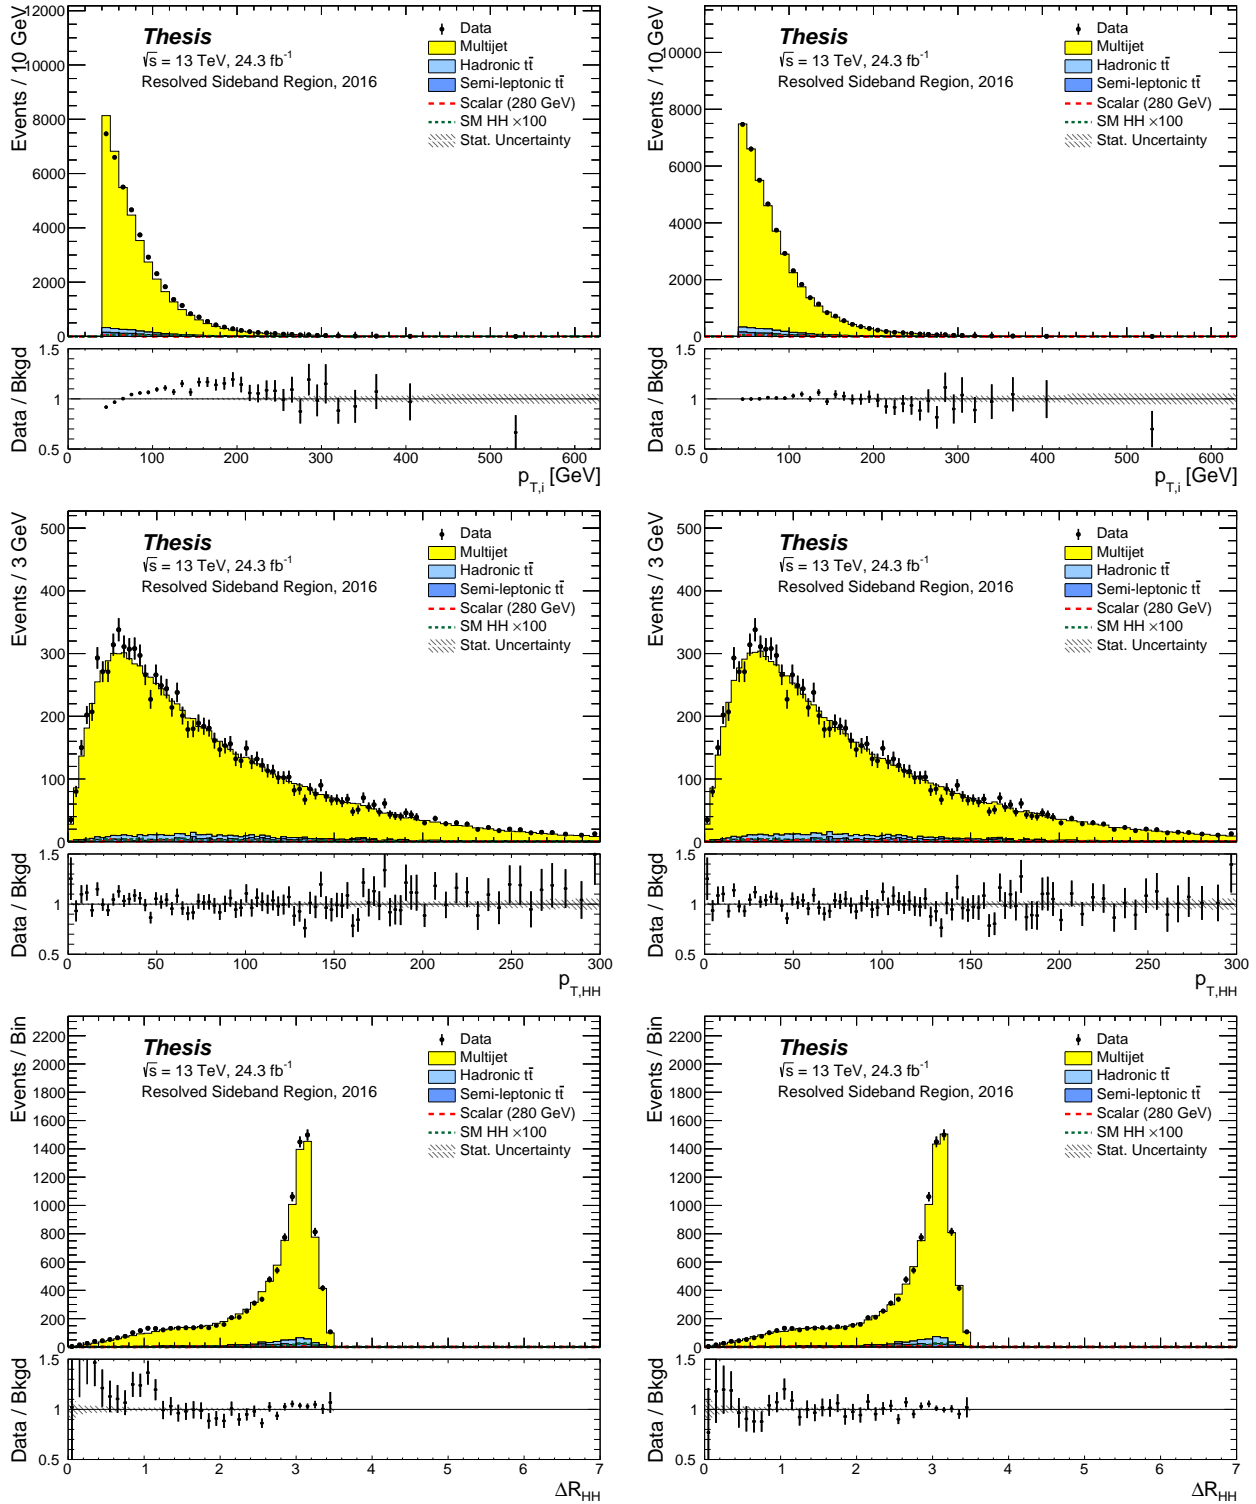 Events / 10 GeV
12000
10000
8000
6000
4000
2000
0
Thesis
√s = 13 TeV, 24.3 fb⁻¹
Resolved Sideband Region, 2016
Data
Multijet
Hadronic tt̄
Semi-leptonic tt̄
Scalar (280 GeV)
SM HH ×100
Stat. Uncertainty
Data / Bkgd
1.5
1
0.5
0 100 200 300 400 500 600
p_T,i [GeV]
Events / 10 GeV
10000
8000
6000
4000
2000
0
Thesis
√s = 13 TeV, 24.3 fb⁻¹
Resolved Sideband Region, 2016
Data
Multijet
Hadronic tt̄
Semi-leptonic tt̄
Scalar (280 GeV)
SM HH ×100
Stat. Uncertainty
Data / Bkgd
1.5
1
0.5
0 100 200 300 400 500 600
p_T,i [GeV]
Events / 3 GeV
500
400
300
200
100
0
Thesis
√s = 13 TeV, 24.3 fb⁻¹
Resolved Sideband Region, 2016
Data
Multijet
Hadronic tt̄
Semi-leptonic tt̄
Scalar (280 GeV)
SM HH ×100
Stat. Uncertainty
Data / Bkgd
1.5
1
0.5
0 50 100 150 200 250 300
p_T,HH
Events / 3 GeV
500
400
300
200
100
0
Thesis
√s = 13 TeV, 24.3 fb⁻¹
Resolved Sideband Region, 2016
Data
Multijet
Hadronic tt̄
Semi-leptonic tt̄
Scalar (280 GeV)
SM HH ×100
Stat. Uncertainty
Data / Bkgd
1.5
1
0.5
0 50 100 150 200 250 300
p_T,HH
Events / Bin
2200
2000
1800
1600
1400
1200
1000
800
600
400
200
0
Thesis
√s = 13 TeV, 24.3 fb⁻¹
Resolved Sideband Region, 2016
Data
Multijet
Hadronic tt̄
Semi-leptonic tt̄
Scalar (280 GeV)
SM HH ×100
Stat. Uncertainty
Data / Bkgd
1.5
1
0.5
0 1 2 3 4 5 6 7
ΔR_HH
Events / Bin
2200
2000
1800
1600
1400
1200
1000
800
600
400
200
0
Thesis
√s = 13 TeV, 24.3 fb⁻¹
Resolved Sideband Region, 2016
Data
Multijet
Hadronic tt̄
Semi-leptonic tt̄
Scalar (280 GeV)
SM HH ×100
Stat. Uncertainty
Data / Bkgd
1.5
1
0.5
0 1 2 3 4 5 6 7
ΔR_HH